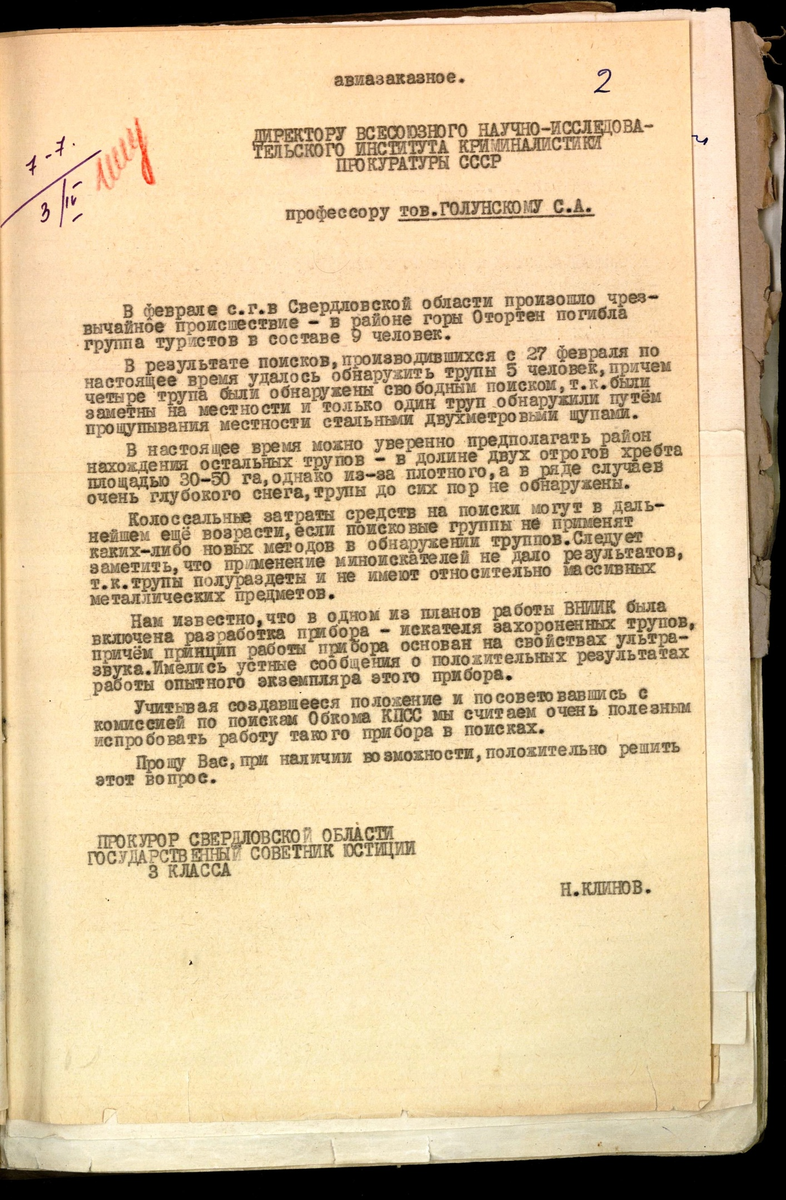 авиазаказное.
2
7-7.
3/IV
ДИРЕКТОРУ ВСЕСОЮЗНОГО НАУЧНО-ИССЛЕДОВА-
ТЕЛЬСКОГО ИНСТИТУТА КРИМИНАЛИСТИКИ
ПРОКУРАТУРЫ СССР
профессору тов.ГОЛУНСКОМУ С.А.
В феврале с.г.в Свердловской области произошло чрез-
вычайное происшествие - в районе горы Отортен погибла
группа туристов в составе 9 человек.
В результате поисков,производившихся с 27 февраля по
настоящее время удалось обнаружить трупы 5 человек,причем
четыре трупа были обнаружены свободным поиском,т.к.были
заметны на местности и только один труп обнаружили путём
прощупывания местности стальными двухметровыми щупами.
В настоящее время можно уверенно предполагать район
нахождения остальных трупов - в долине двух отрогов хребта
площадью 30-50 га,однако из-за плотного,а в ряде случаев
очень глубокого снега,трупы до сих пор не обнаружены.
Колоссальные затраты средств на поиски могут в даль-
нейшем ещё возрасти,если поисковые группы не применят
каких-либо новых методов в обнаружении труппов.Следует
заметить,что применение миноискателей не дало результатов,
т.к.трупы полураздеты и не имеют относительно массивных
металлических предметов.
Нам известно,что в одном из планов работы ВНИИК была
включена разработка прибора - искателя захороненных трупов,
причём принцип работы прибора основан на свойствах ультра-
звука.Имелись устные сообщения о положительных результатах
работы опытного экземпляра этого прибора.
Учитывая создавшееся положение и посоветовавшись с
комиссией по поискам Обкома КПСС мы считаем очень полезным
испробовать работу такого прибора в поисках.
Прошу Вас,при наличии возможности,положительно решить
этот вопрос.
ПРОКУРОР СВЕРДЛОВСКОЙ ОБЛАСТИ
ГОСУДАРСТВЕННЫЙ СОВЕТНИК ЮСТИЦИИ
3 КЛАССА
Н.КЛИНОВ.